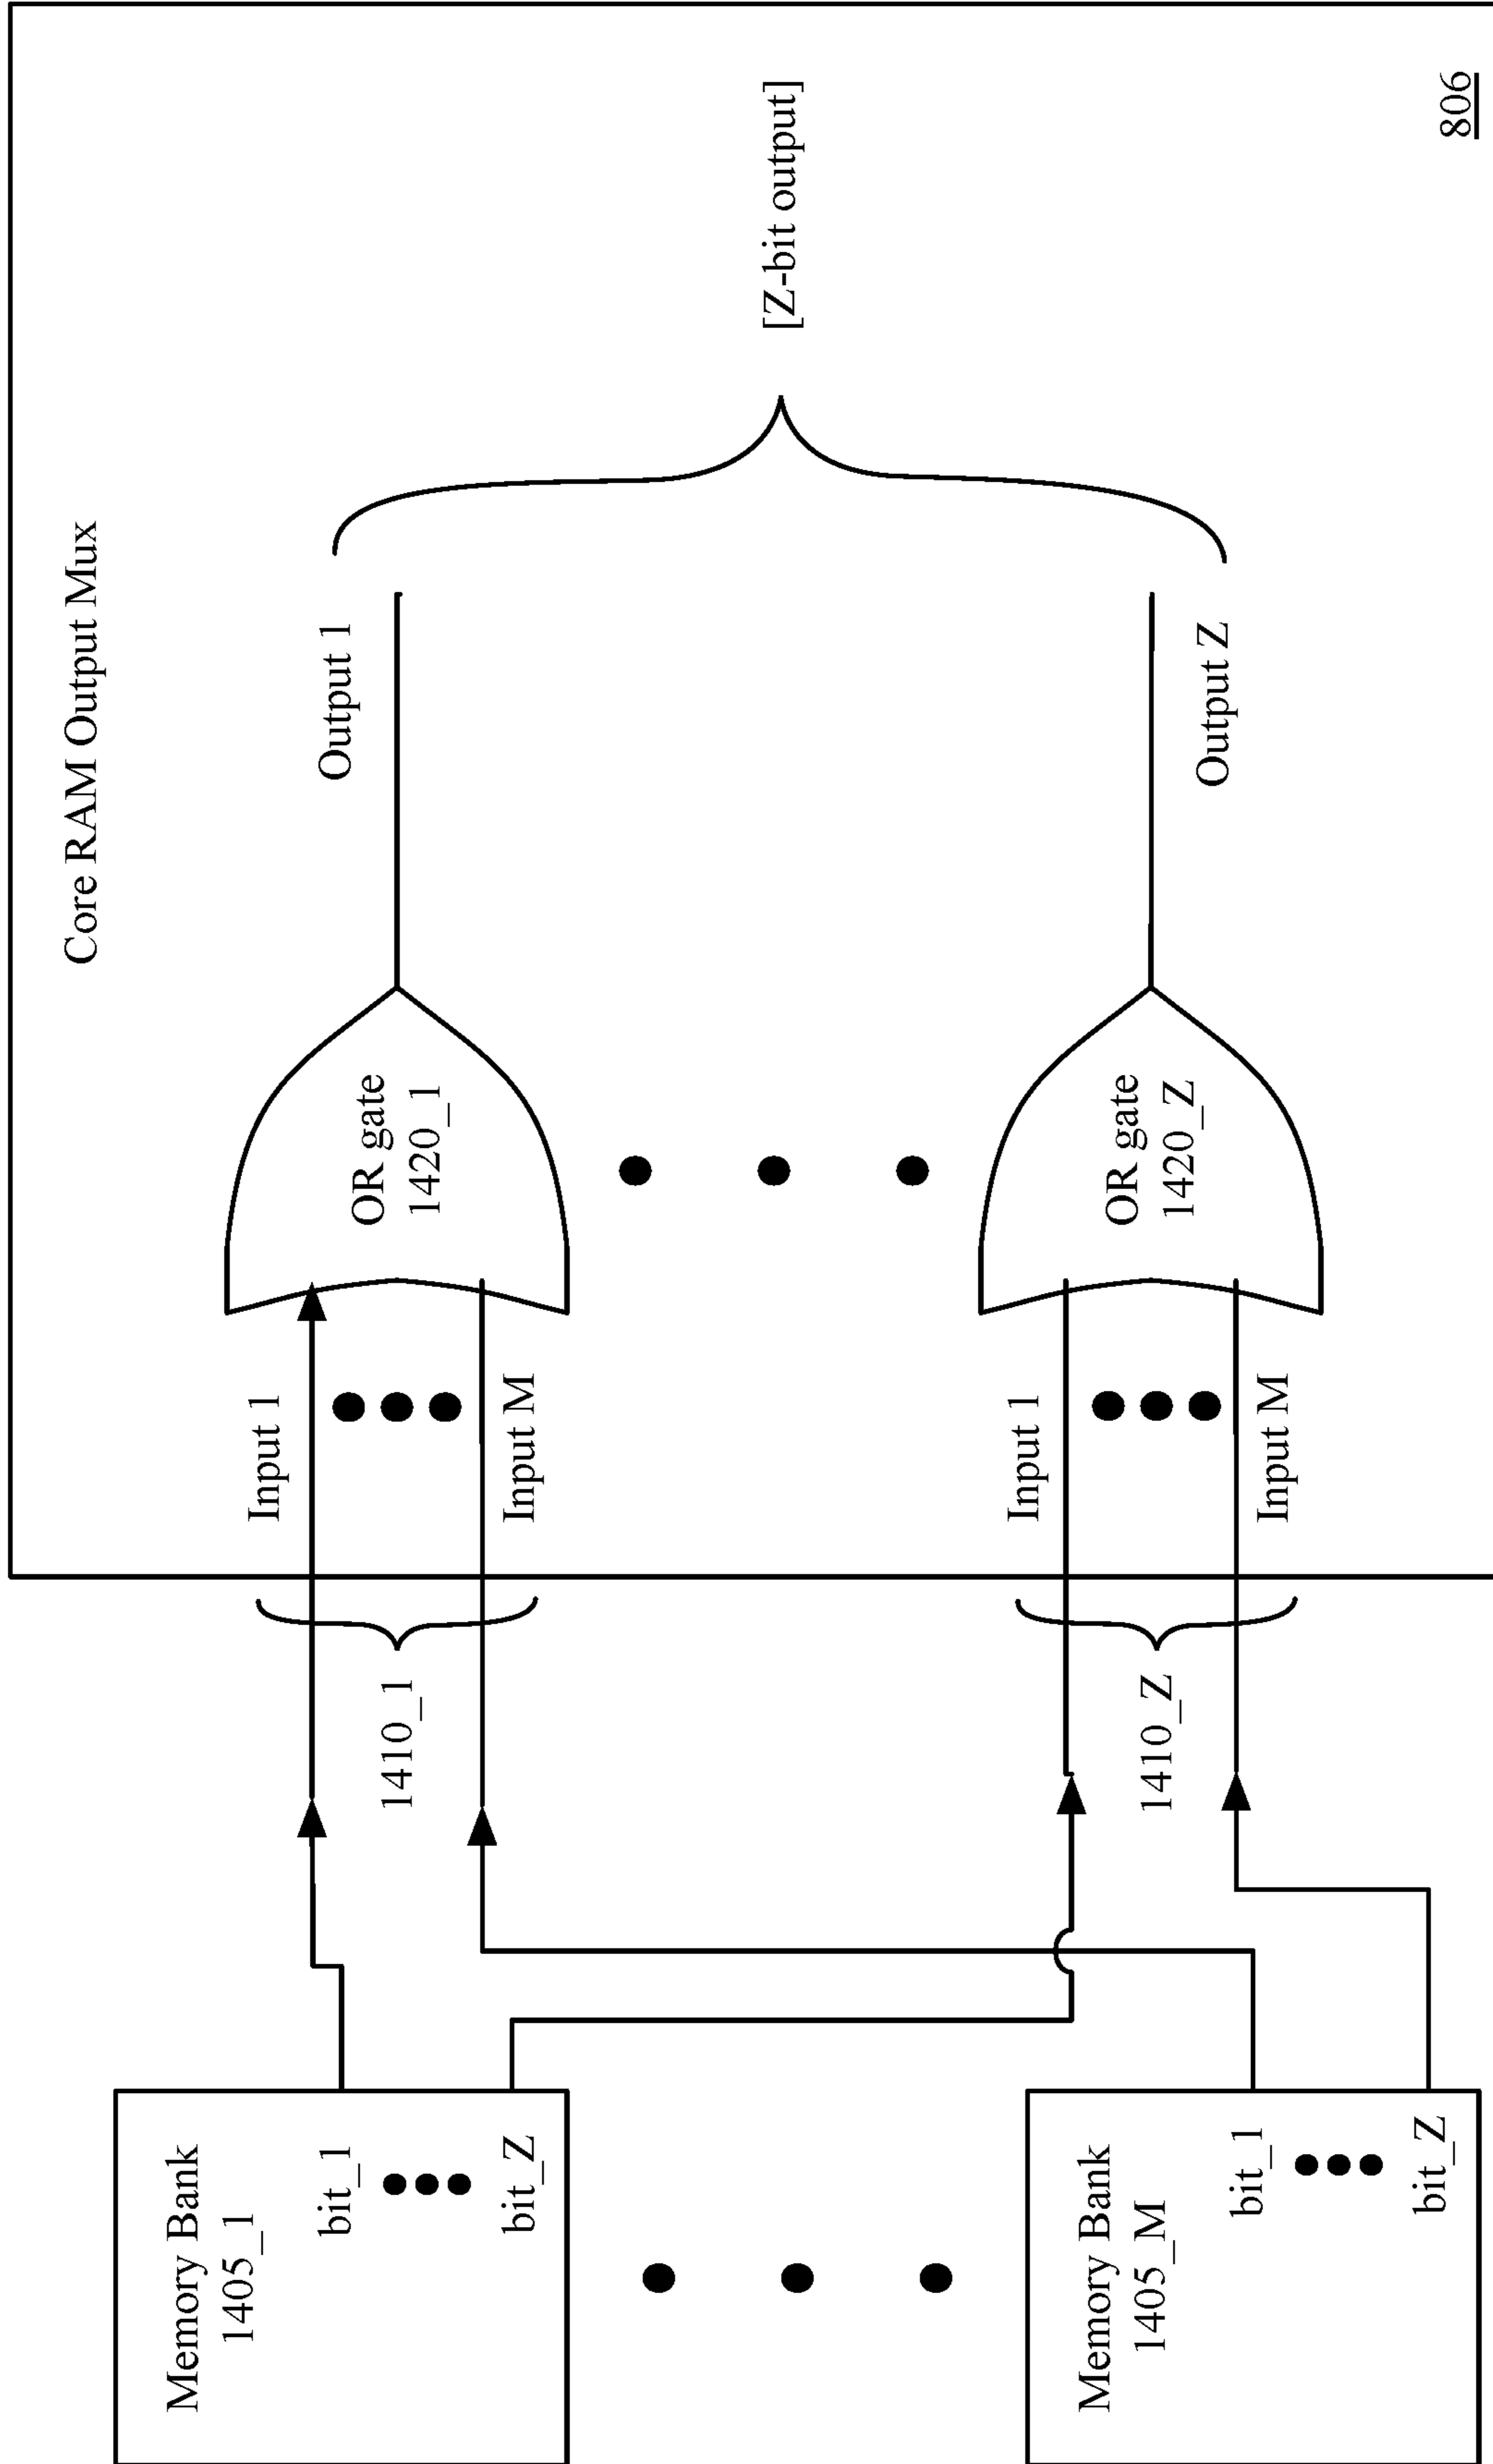 Core RAM Output Mux
Memory Bank
1405_1
bit_1
bit_Z
1410_1
Input 1
Input M
OR gate
1420_1
Output 1
[Z-bit output]
Memory Bank
1405_M
bit_1
bit_Z
1410_Z
Input 1
Input M
OR gate
1420_Z
Output Z
806